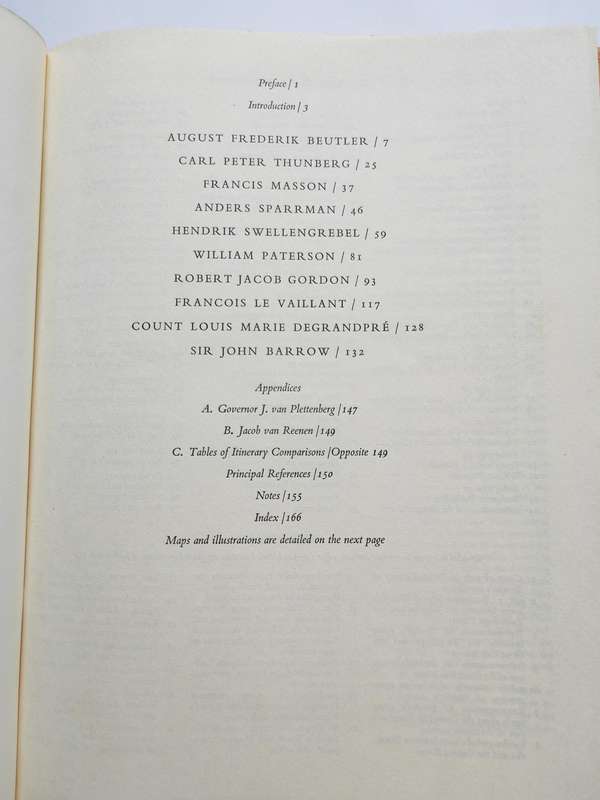 Preface / 1
Introduction / 3
AUGUST FREDERIK BEUTLER / 7
CARL PETER THUNBERG / 25
FRANCIS MASSON / 37
ANDERS SPARRMAN / 46
HENDRIK SWELLENGREBEL / 59
WILLIAM PATERSON / 81
ROBERT JACOB GORDON / 93
FRANCOIS LE VAILLANT / 117
COUNT LOUIS MARIE DEGRANDPRÉ / 128
SIR JOHN BARROW / 132
Appendices
A. Governor J. van Plettenberg /147
B. Jacob van Reenen /149
C. Tables of Itinerary Comparisons /Opposite 149
Principal References /150
Notes /155
Index /166
Maps and illustrations are detailed on the next page